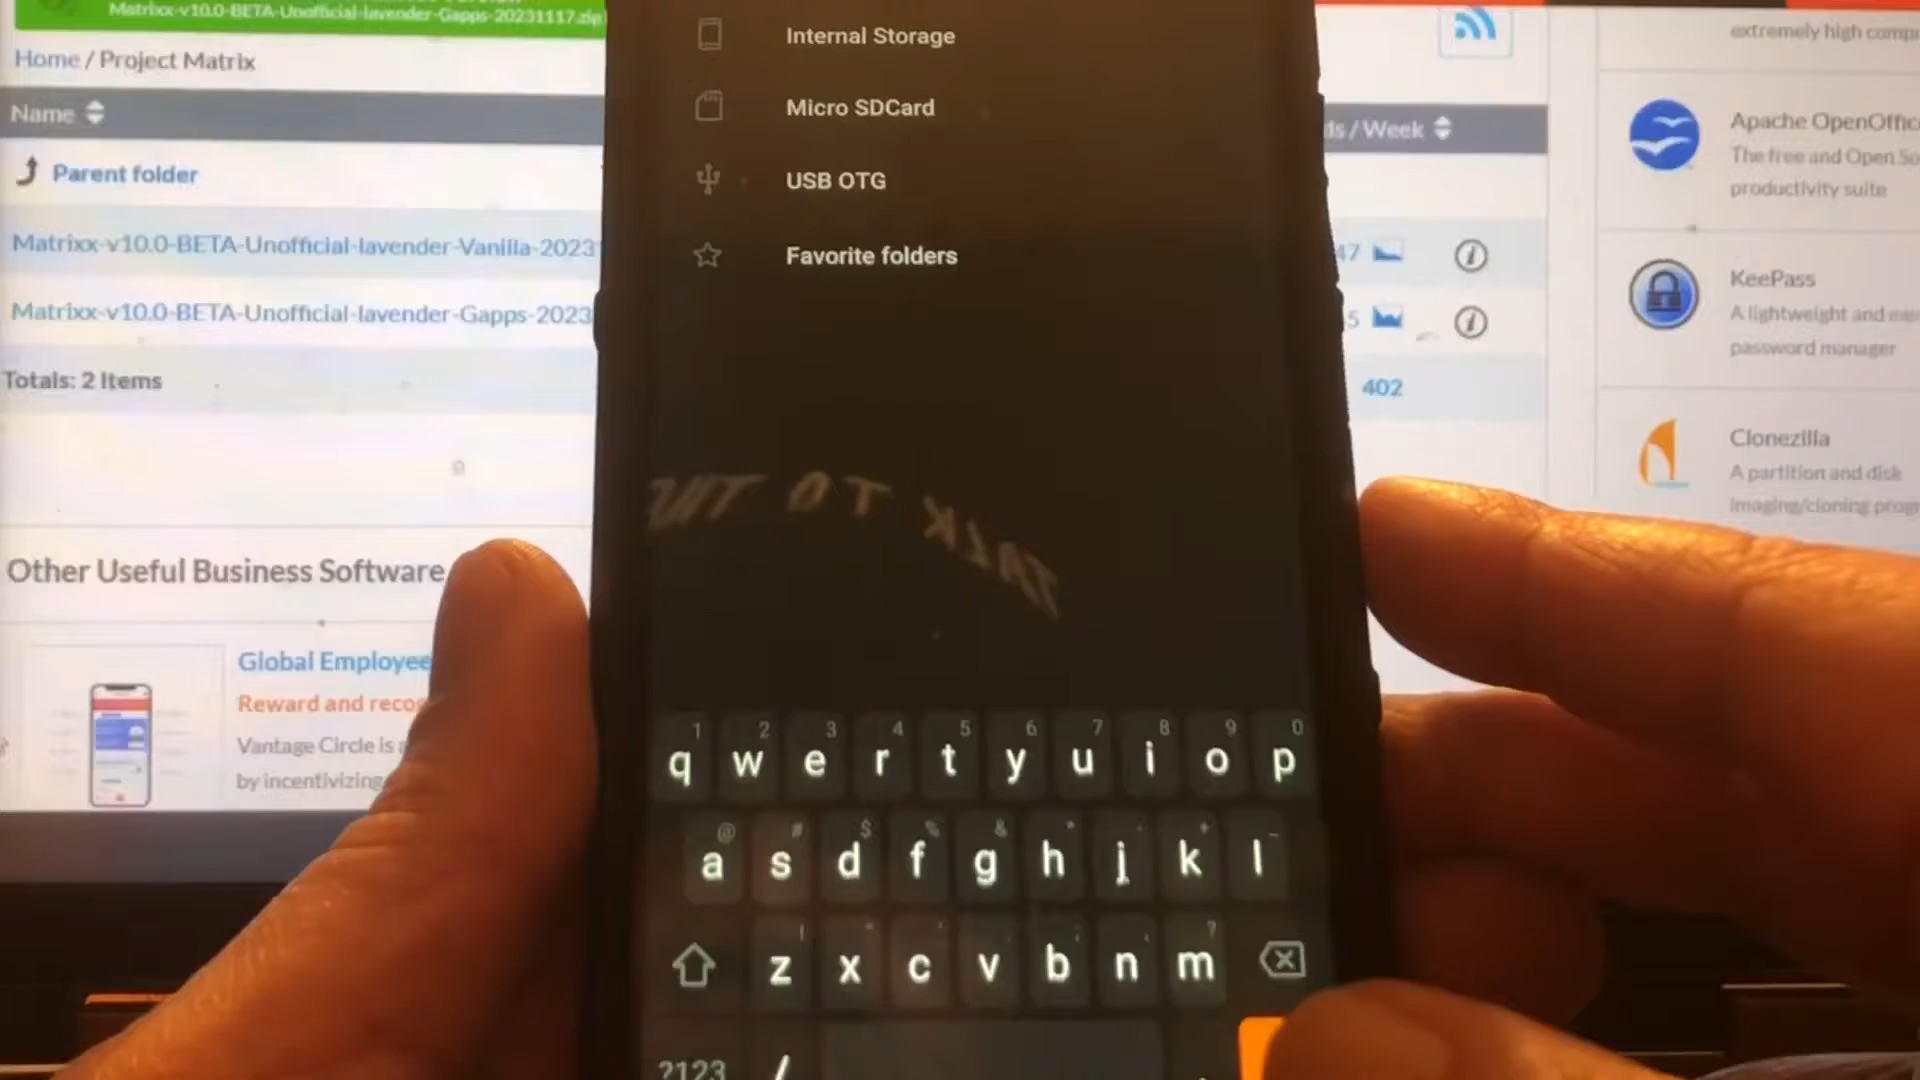 Matrixx-v10.0-BETA-Unofficial-lavender-Gapps-20231117.zip
Home / Project Matrix
Name
ds / Week
Parent folder
Matrixx-v10.0-BETA-Unofficial-lavender-Vanilla-2023
47
Matrixx-v10.0-BETA-Unofficial-lavender-Gapps-2023
5
Totals: 2 Items
402
Other Useful Business Software
Global Employee
Reward and recog
Vantage Circle is a
by incentivizing
Internal Storage
Micro SDCard
USB OTG
Favorite folders
TALK TO
1 2 3 4 5 6 7 8 9 0
q w e r t y u i o p
@ # $ % & * + _
a s d f g h j k l
?
z x c v b n m
?123 /
extremely high comp
Apache OpenOffic
The free and Open So
productivity suite
KeePass
A lightweight and
password manager
Clonezilla
A partition and disk
imaging/cloning prog